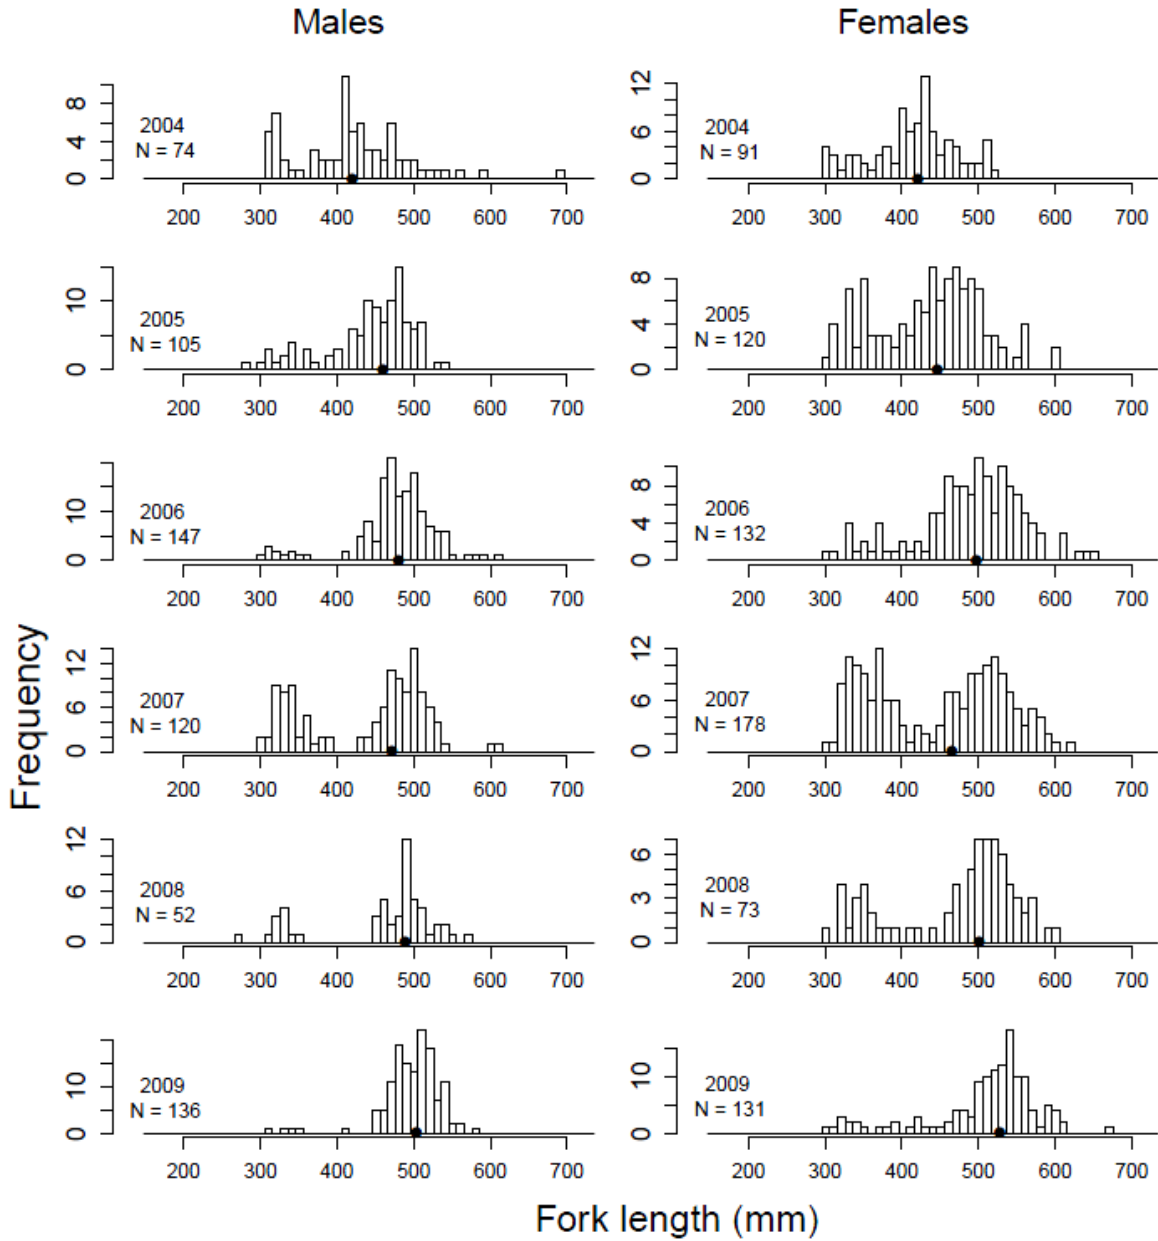 Males Females
0 4 8
2004
N = 74
200 300 400 500 600 700
0 6 12
2004
N = 91
200 300 400 500 600 700
0 10
2005
N = 105
200 300 400 500 600 700
0 4 8
2005
N = 120
200 300 400 500 600 700
0 10
2006
N = 147
200 300 400 500 600 700
0 4 8
2006
N = 132
200 300 400 500 600 700
Frequency
0 6 12
2007
N = 120
200 300 400 500 600 700
0 6 12
2007
N = 178
200 300 400 500 600 700
0 6 12
2008
N = 52
200 300 400 500 600 700
0 3 6
2008
N = 73
200 300 400 500 600 700
0 10
2009
N = 136
200 300 400 500 600 700
0 10
2009
N = 131
200 300 400 500 600 700
Fork length (mm)